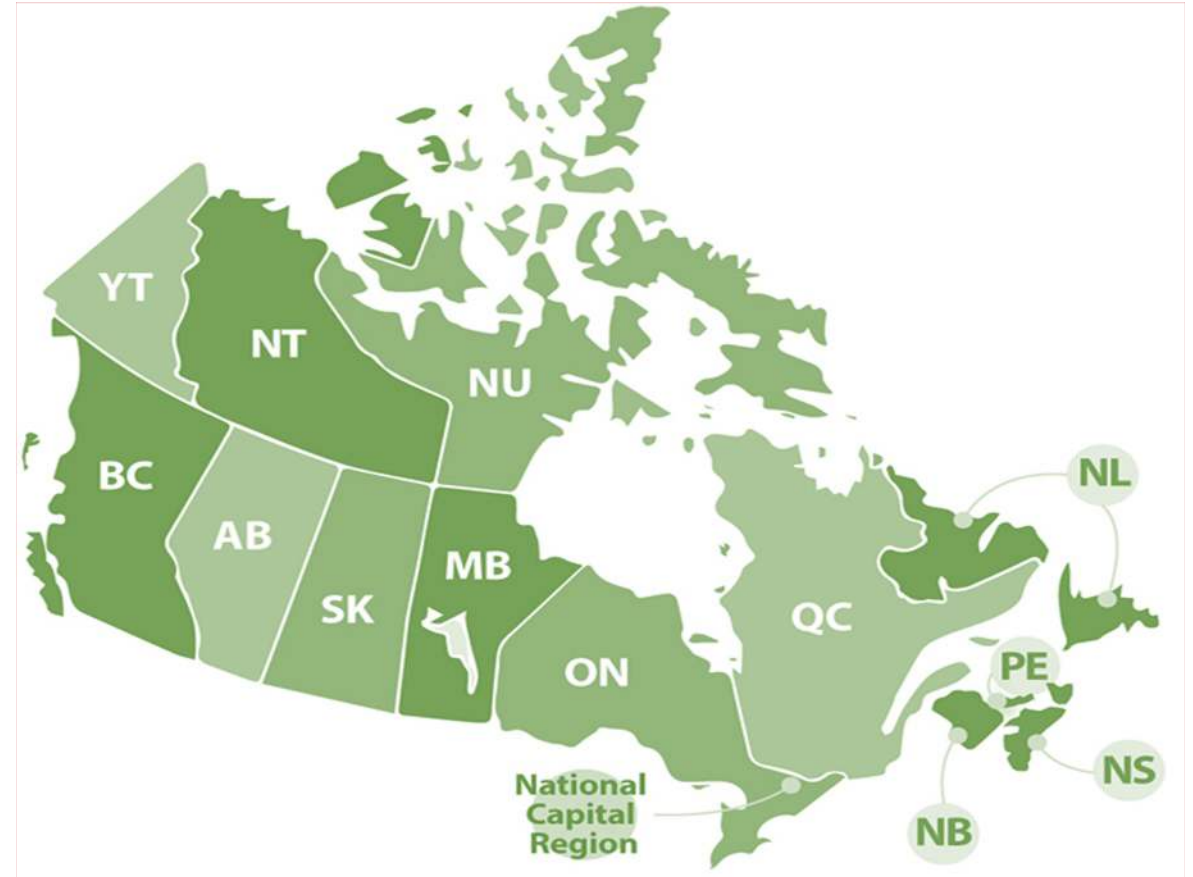 YT
NT
NU
BC
AB
SK
MB
ON
QC
NL
PE
NS
NB
National
Capital
Region